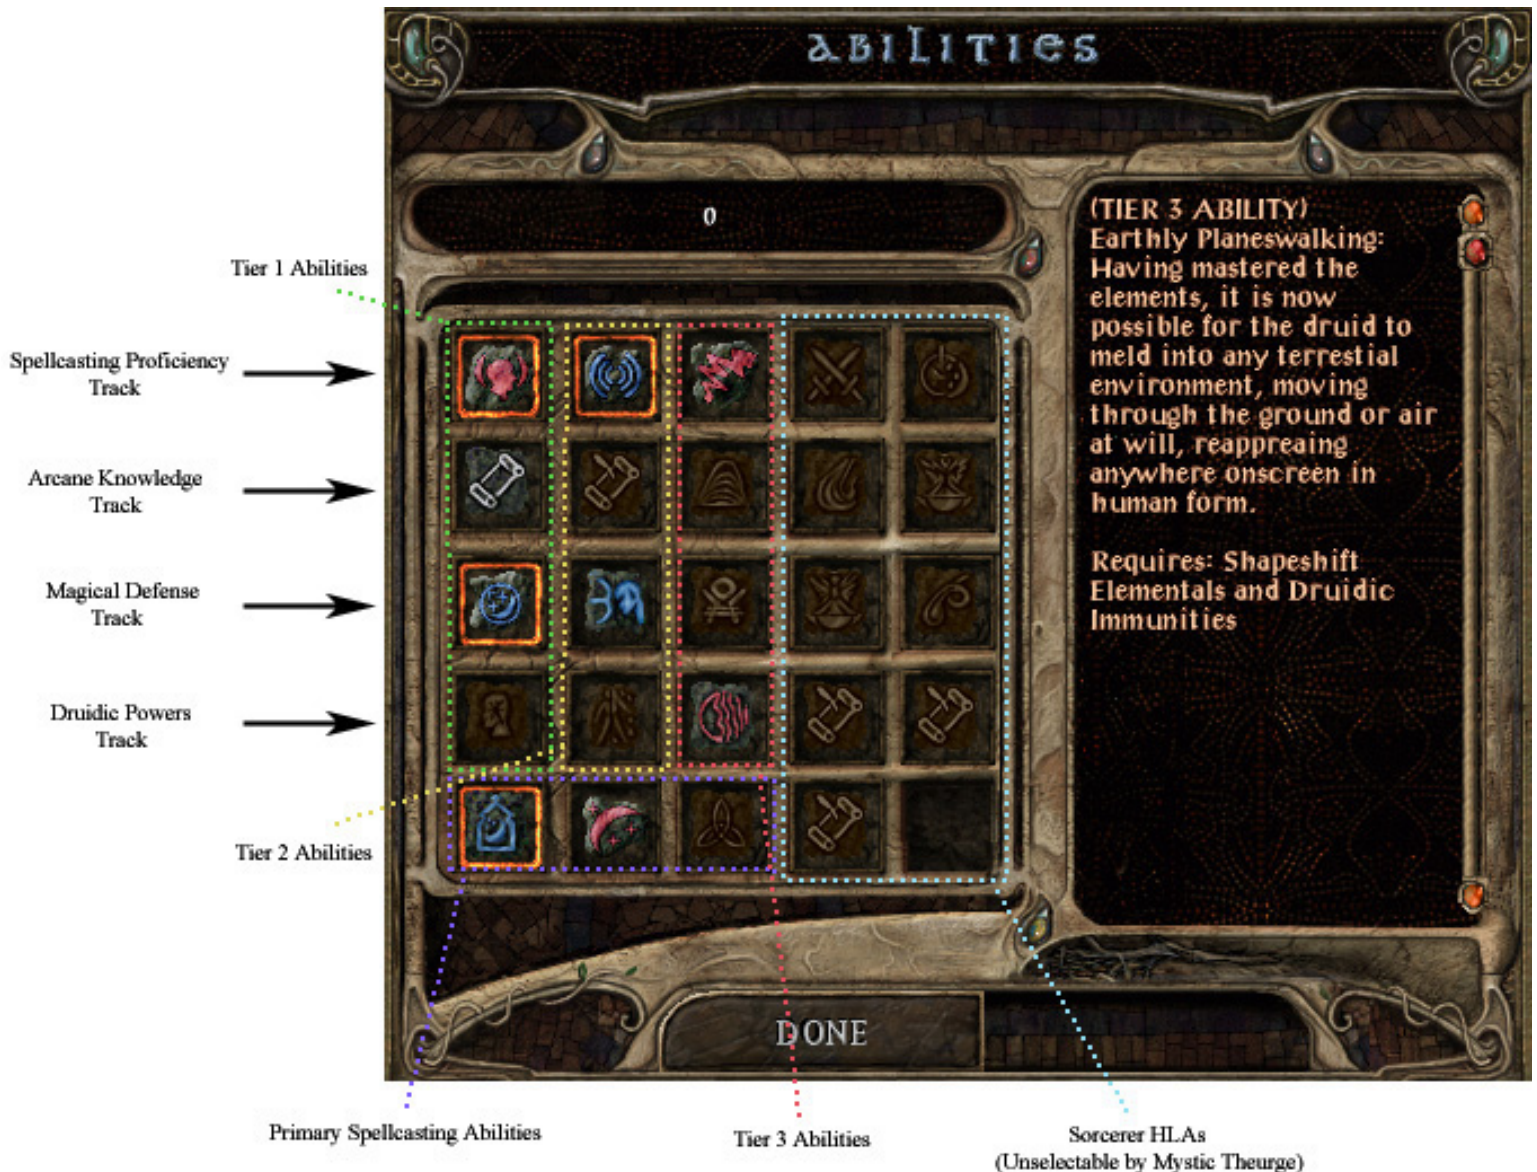 ABILITIES
0
(TIER 3 ABILITY)
Earthly Planeswalking:
Having mastered the
elements, it is now
possible for the druid to
meld into any terrestial
environment, moving
through the ground or air
at will, reappreaing
anywhere onscreen in
human form.
Requires: Shapeshift
Elementals and Druidic
Immunities
Tier 1 Abilities
Spellcasting Proficiency
Track
Arcane Knowledge
Track
Magical Defense
Track
Druidic Powers
Track
Tier 2 Abilities
DONE
Primary Spellcasting Abilities
Tier 3 Abilities
Sorcerer HLAs
(Unselectable by Mystic Theurge)